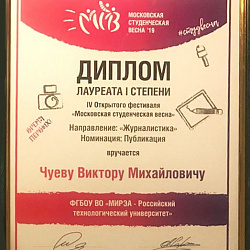 МСВ
МОСКОВСКАЯ
СТУДЕНЧЕСКАЯ
ВЕСНА '19
ДИПЛОМ
ЛАУРЕАТА I СТЕПЕНИ
IV Открытого фестиваля
«Московская студенческая весна»
Направление: «Журналистика»
Номинация: Публикация
вручается
Чуеву Виктору Михайловичу
ФГБОУ ВО «МИРЭА - Российский
технологический университет»